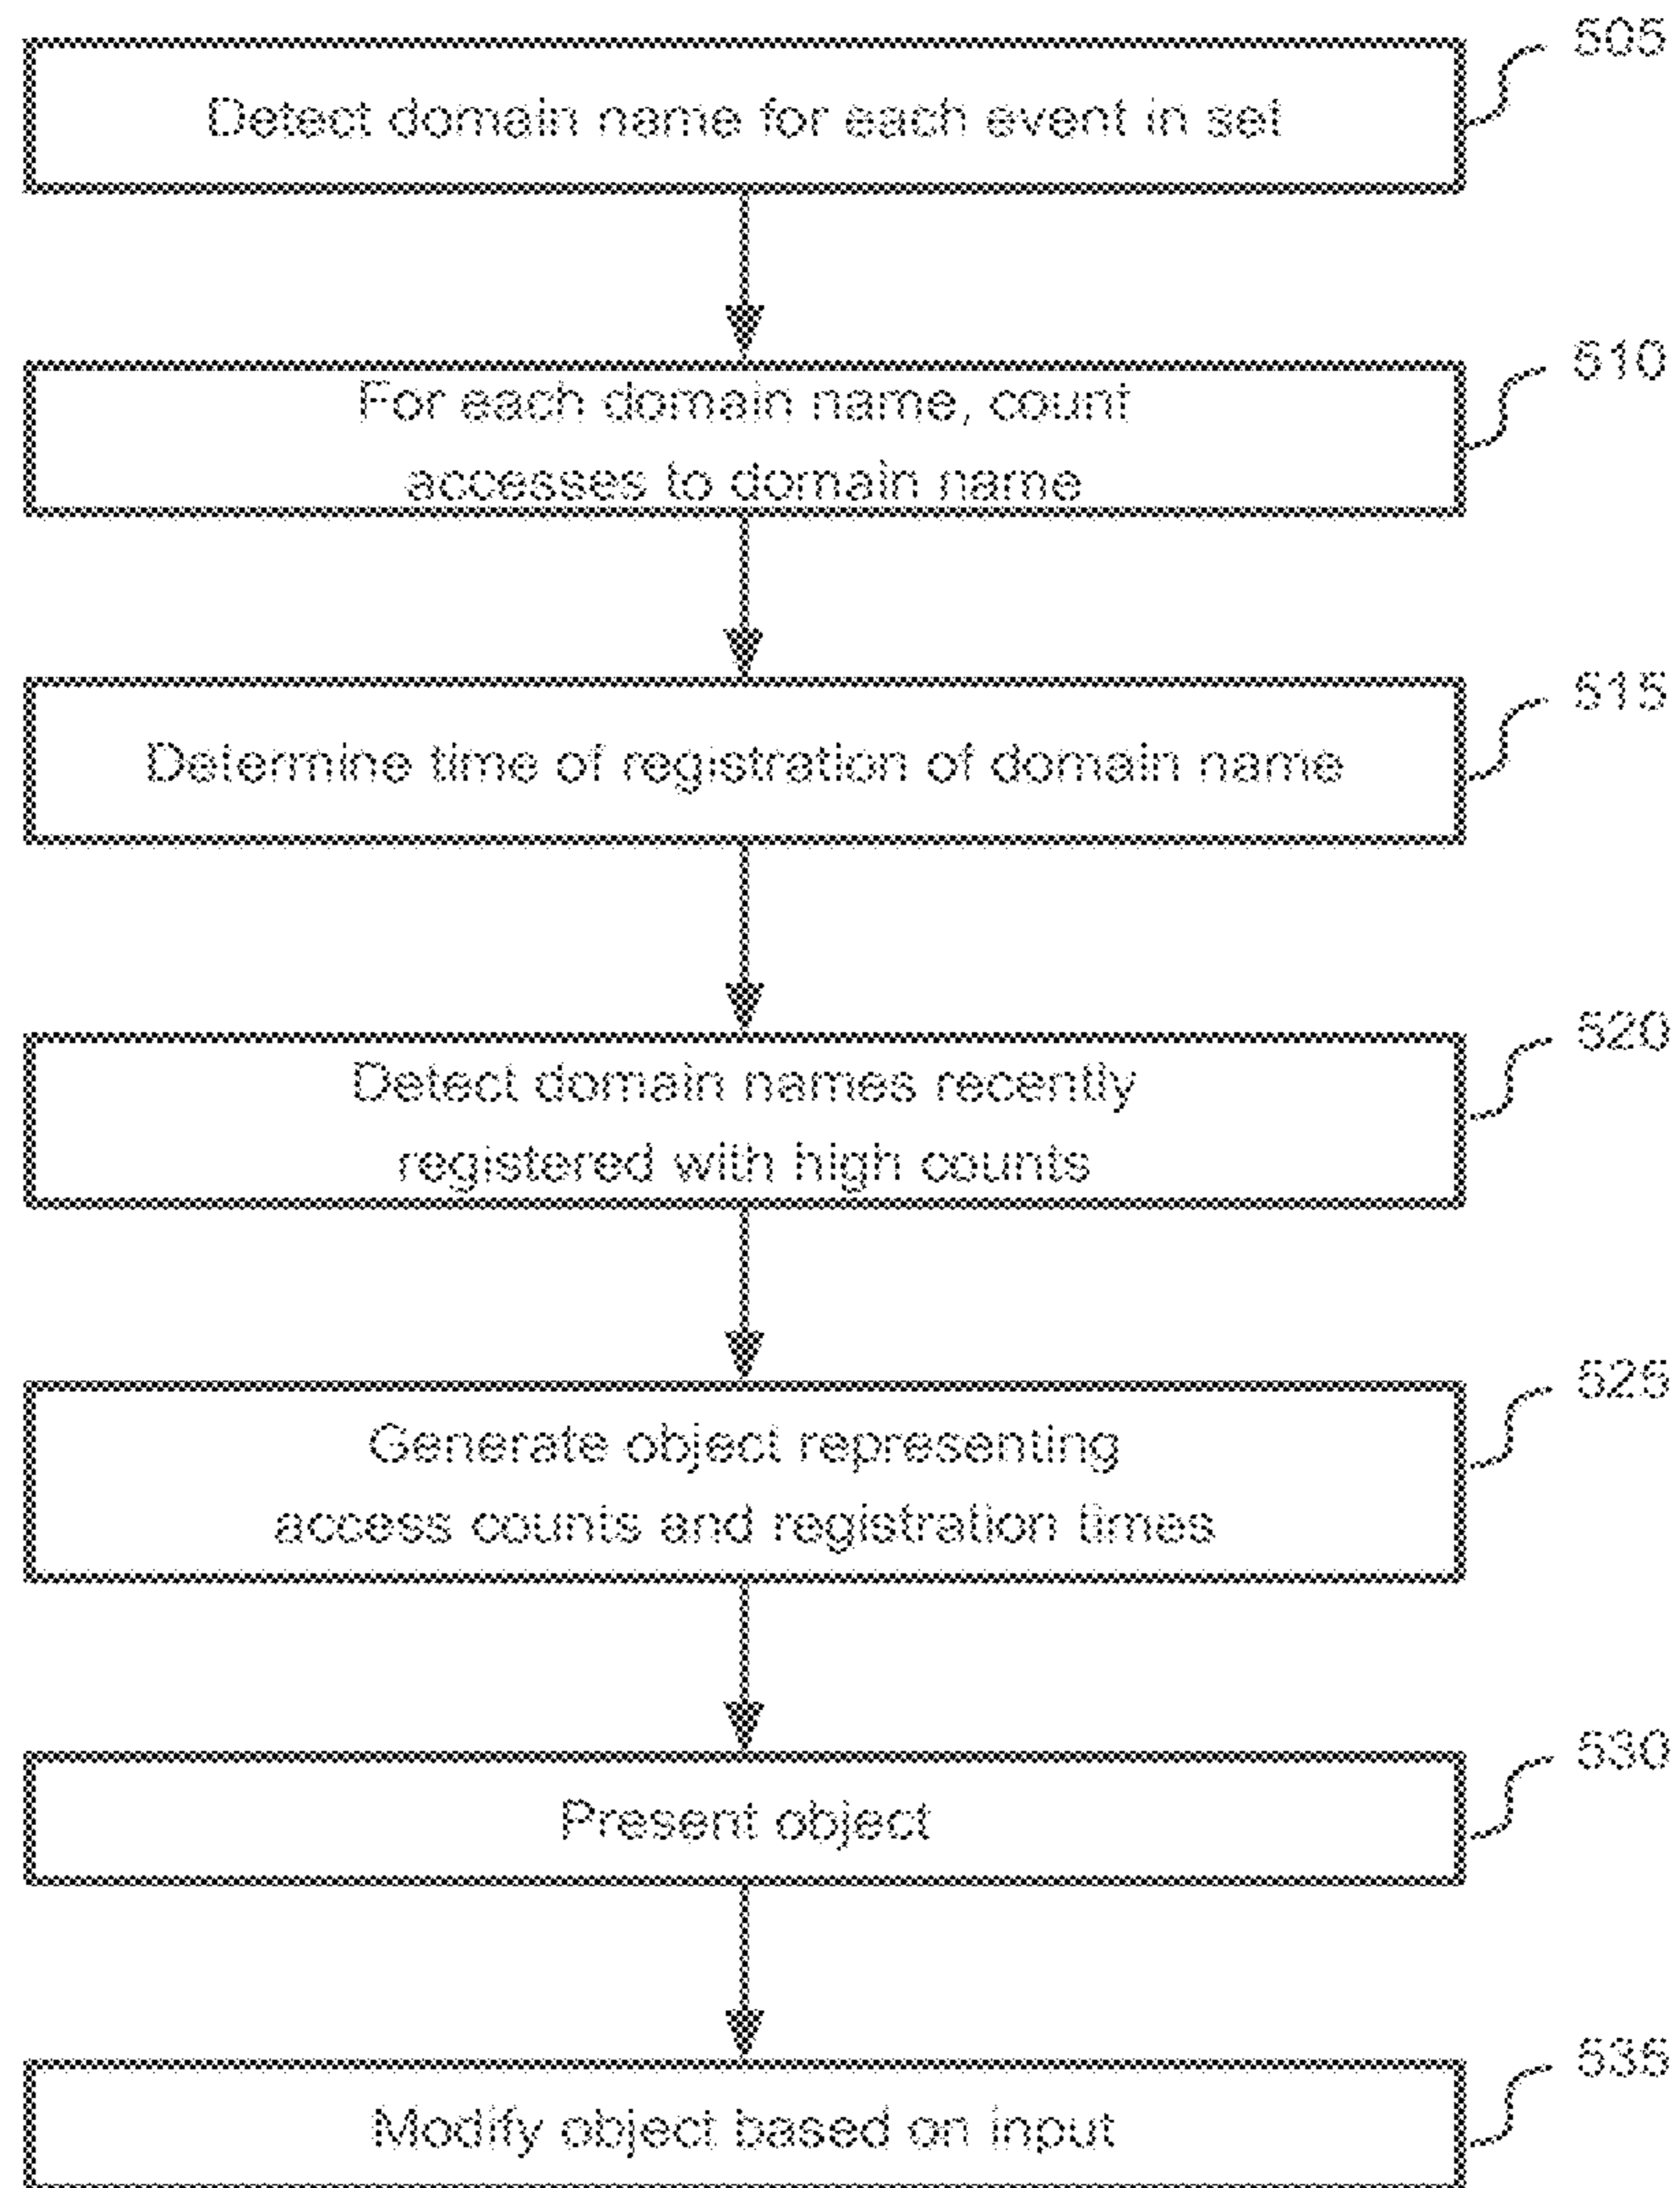 505
Detect domain name for each event in set
510
For each domain name, count
accesses to domain name
515
Determine time of registration of domain name
520
Detect domain names recently
registered with high counts
525
Generate object representing
access counts and registration times
530
Present object
535
Modify object based on input